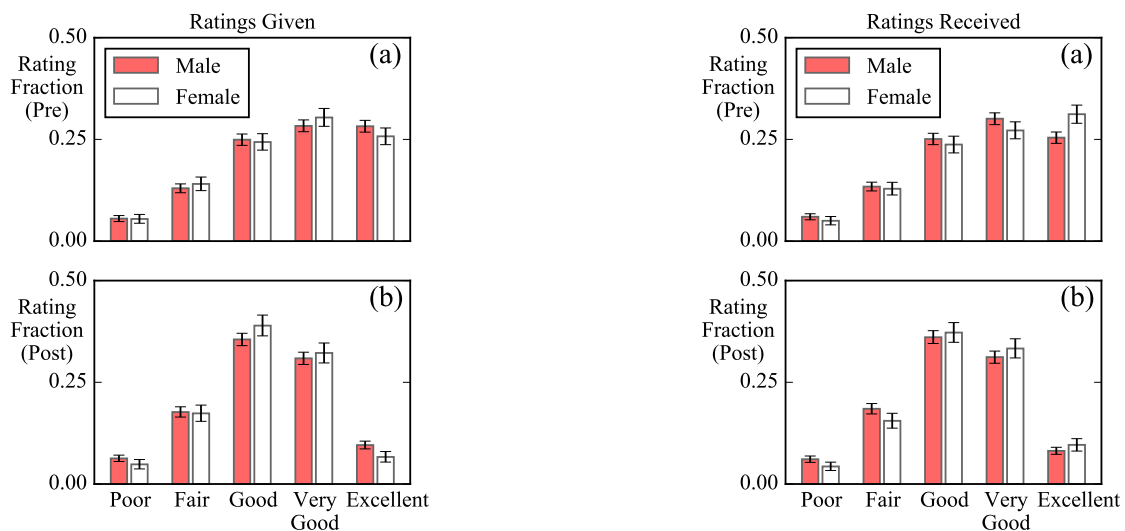 Ratings Given
0.50
0.25
0.00
Rating
Fraction
(Pre)
Male
Female
(a)
0.50
0.25
0.00
Rating
Fraction
(Post)
(b)
Poor Fair Good Very Good Excellent
Ratings Received
0.50
0.25
0.00
Rating
Fraction
(Pre)
Male
Female
(a)
0.50
0.25
0.00
Rating
Fraction
(Post)
(b)
Poor Fair Good Very Good Excellent